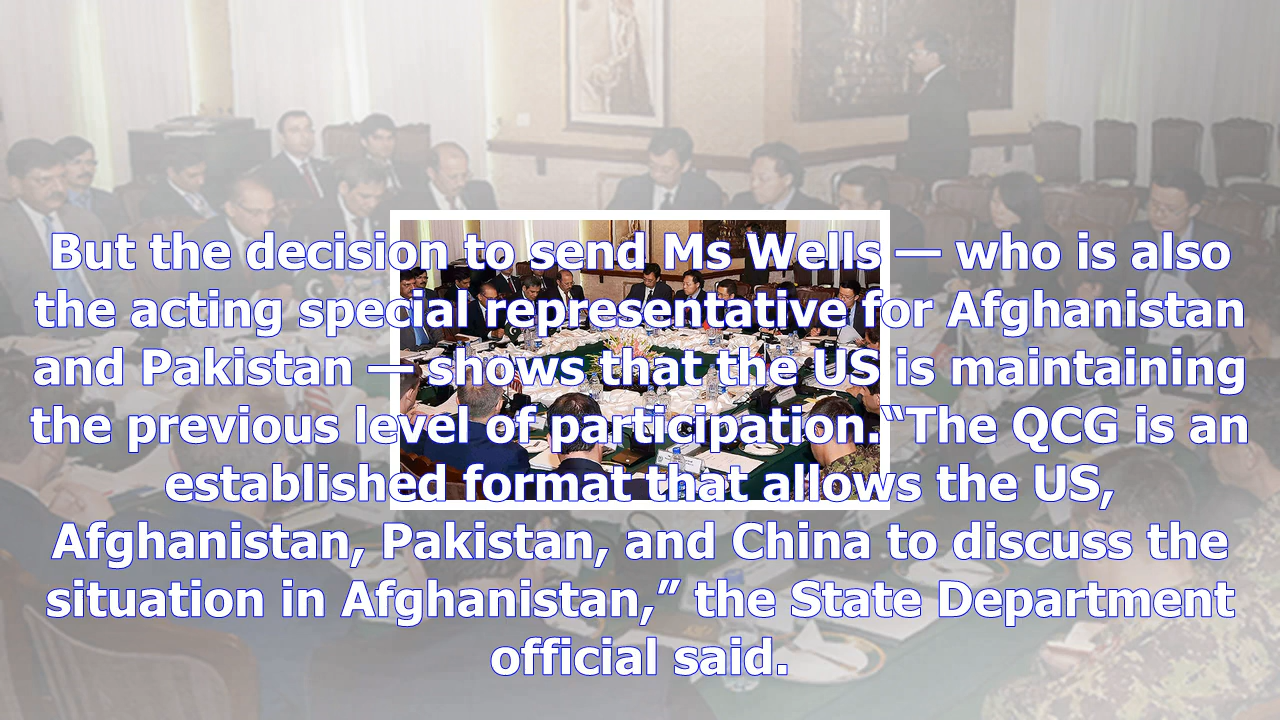 But the decision to send Ms Wells — who is also
the acting special representative for Afghanistan
and Pakistan — shows that the US is maintaining
the previous level of participation.“The QCG is an
established format that allows the US,
Afghanistan, Pakistan, and China to discuss the
situation in Afghanistan,” the State Department
official said.